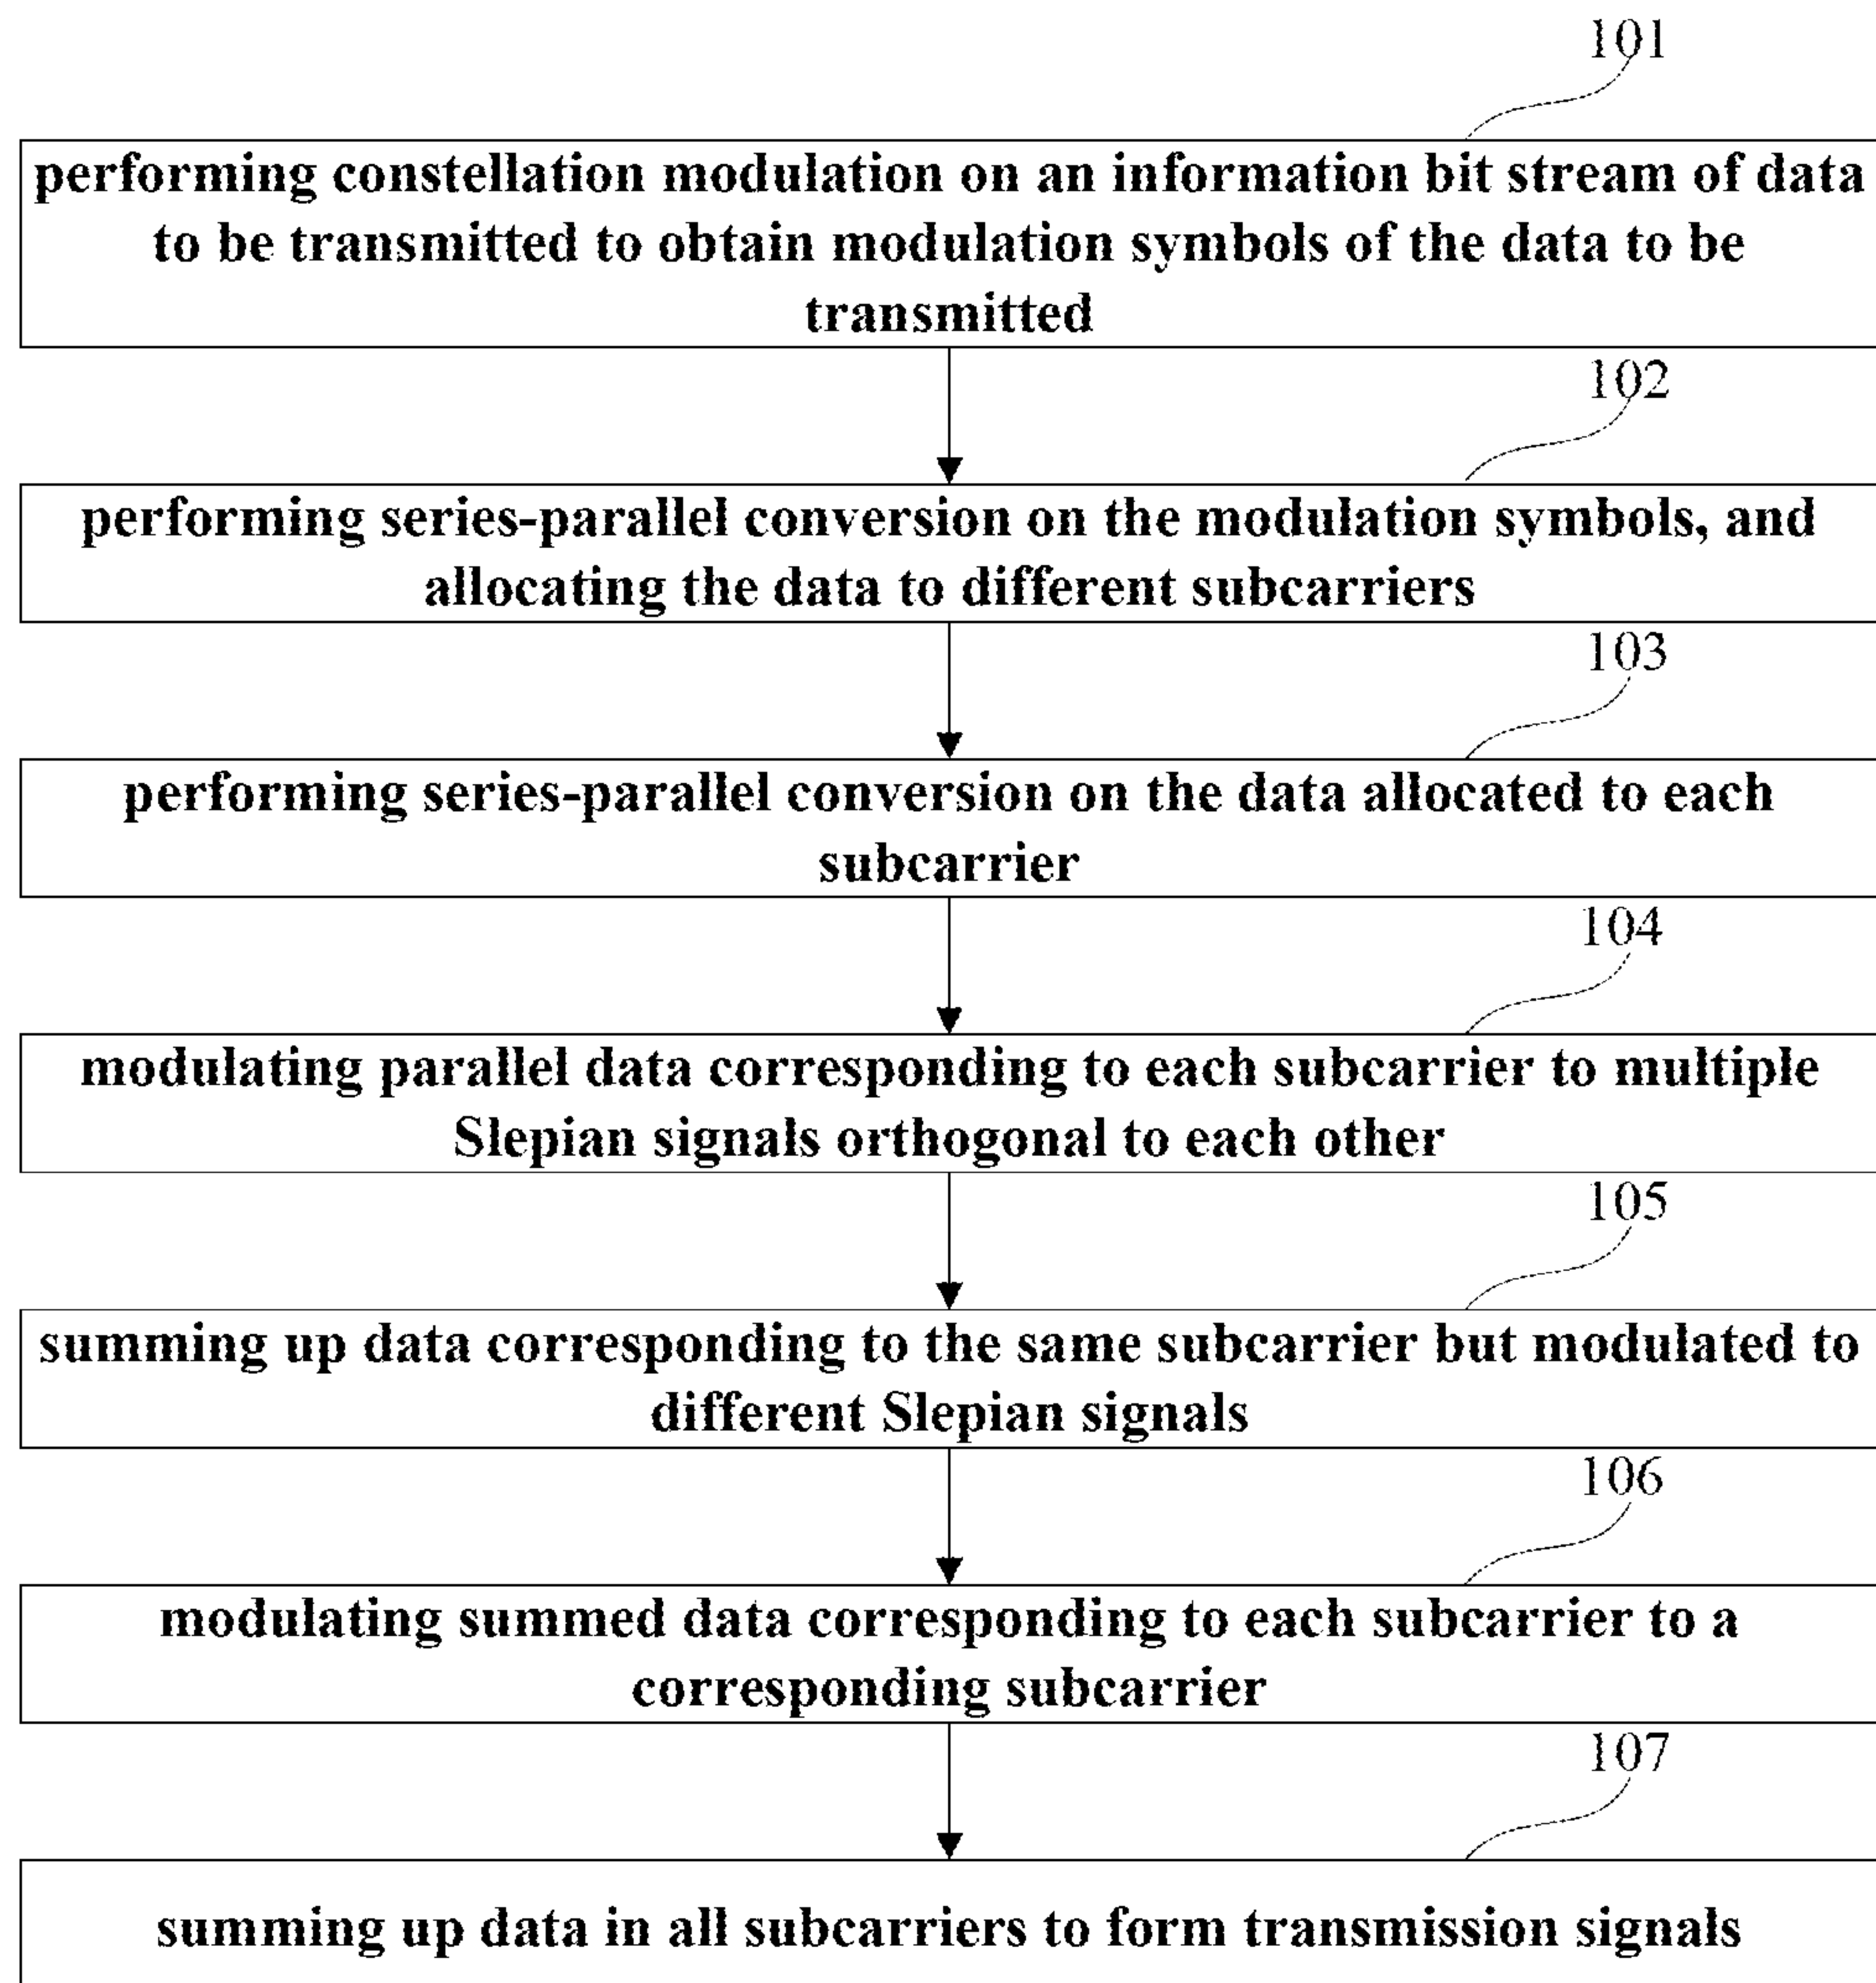 101
performing constellation modulation on an information bit stream of data
to be transmitted to obtain modulation symbols of the data to be
transmitted
102
performing series-parallel conversion on the modulation symbols, and
allocating the data to different subcarriers
103
performing series-parallel conversion on the data allocated to each
subcarrier
104
modulating parallel data corresponding to each subcarrier to multiple
Slepian signals orthogonal to each other
105
summing up data corresponding to the same subcarrier but modulated to
different Slepian signals
106
modulating summed data corresponding to each subcarrier to a
corresponding subcarrier
107
summing up data in all subcarriers to form transmission signals